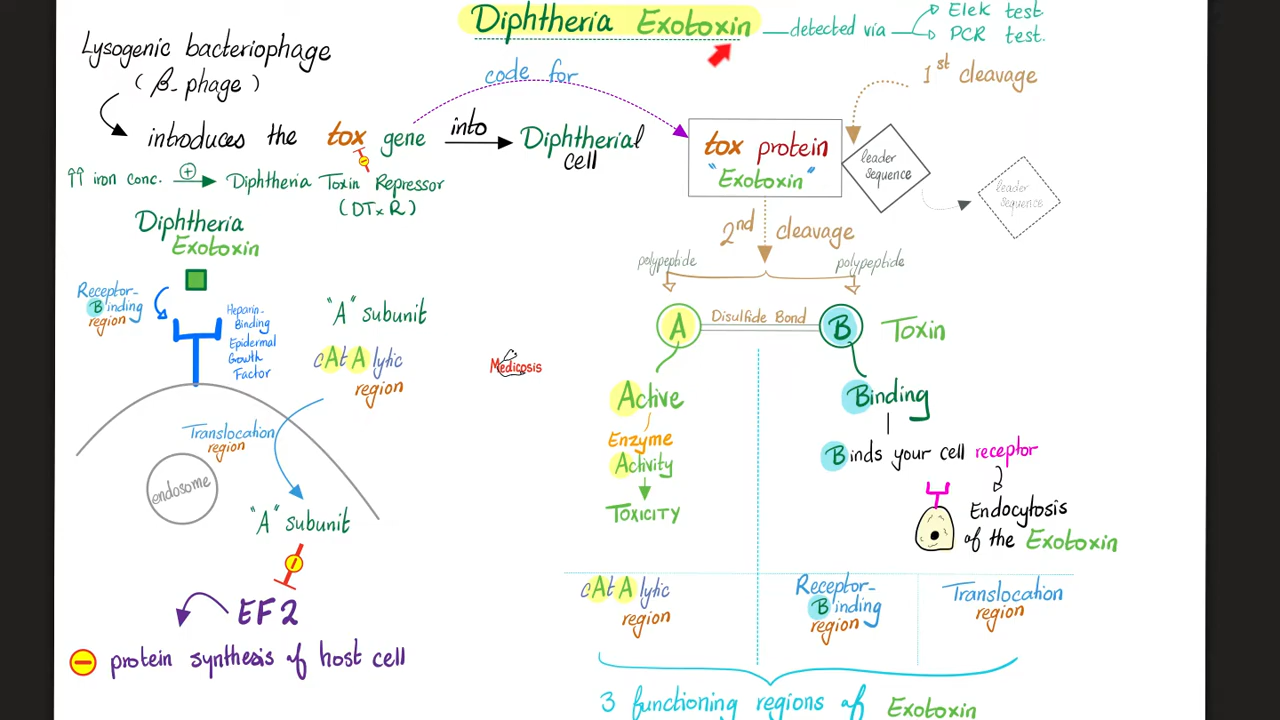 Diphtheria Exotoxin
detected via
Elek test
PCR test.
Lysogenic bacteriophage
(β-phage)
introduces the tox gene into Diphtherial cell
code for
↑↑ iron conc. + Diphtheria Toxin Repressor
(DTxR)
tox protein
"Exotoxin"
1st cleavage
leader sequence
leader sequence
2nd cleavage
polypeptide
polypeptide
A
Disulfide Bond
B
Toxin
Active
Enzyme
Activity
TOXICITY
Binding
Binds your cell receptor
Endocytosis
of the Exotoxin
cAtAlytic
region
Receptor-
Binding
region
Translocation
region
3 functioning regions of Exotoxin
Diphtheria
Exotoxin
Receptor-
Binding
region
Heparin-
Binding
Epidermal
Growth
Factor
"A" subunit
cAtAlytic
region
Medicosis
Translocation
region
endosome
"A" subunit
EF2
protein synthesis of host cell